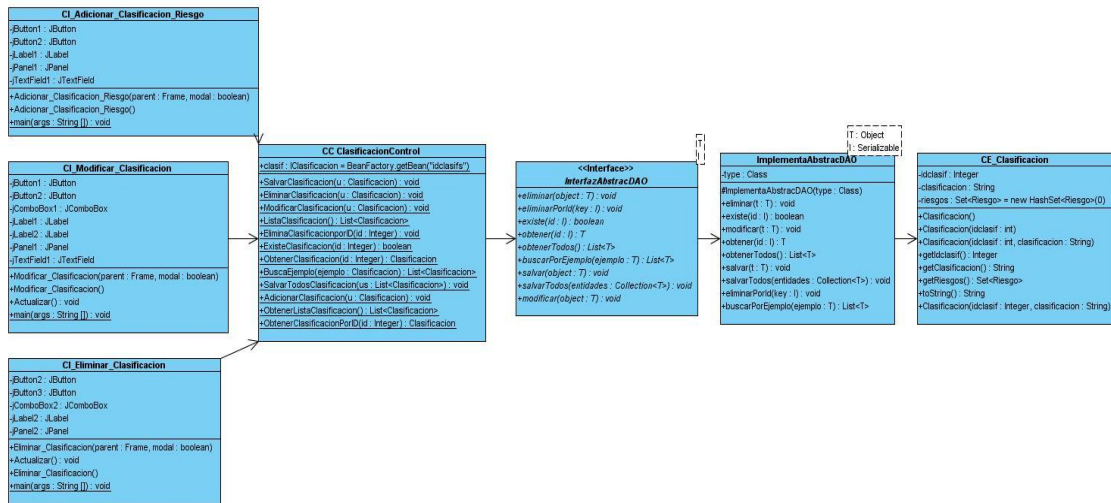 CI_Adicionar_Clasificacion_Riesgo
-jButton1 : JButton
-jButton2 : JButton
-jLabel1 : JLabel
-jPanel1 : JPanel
-jTextField1 : JTextField
+Adicionar_Clasificacion_Riesgo(parent : Frame, modal : boolean)
+Adicionar_Clasificacion_Riesgo()
+main(args : String []) : void
CI_Modificar_Clasificacion
-jButton1 : JButton
-jButton2 : JButton
-jComboBox1 : JComboBox
-jLabel1 : JLabel
-jLabel2 : JLabel
-jPanel1 : JPanel
-jTextField1 : JTextField
+Modificar_Clasificacion(parent : Frame, modal : boolean)
+Modificar_Clasificacion()
+Actualizar() : void
+main(args : String []) : void
CI_Eliminar_Clasificacion
-jButton2 : JButton
-jButton3 : JButton
-jComboBox2 : JComboBox
-jLabel2 : JLabel
-jPanel2 : JPanel
+Eliminar_Clasificacion(parent : Frame, modal : boolean)
+Actualizar() : void
+Eliminar_Clasificacion()
+main(args : String []) : void
CC ClasificacionControl
+clasif : IClasificacion = BeanFactory.getBean("idclasifs")
+SalvarClasificacion(u : Clasificacion) : void
+EliminarClasificacion(u : Clasificacion) : void
+ModificarClasificacion(u : Clasificacion) : void
+ListaClasificacion() : List<Clasificacion>
+EliminaClasificacionporID(id : Integer) : void
+ExisteClasificacion(id : Integer) : boolean
+ObtenerClasificacion(id : Integer) : Clasificacion
+BuscaEjemplo(ejemplo : Clasificacion) : List<Clasificacion>
+SalvarTodosClasificacion(us : List<Clasificacion>) : void
+AdicionarClasificacion(u : Clasificacion) : void
+ObtenerListaClasificacion() : List<Clasificacion>
+ObtenerClasificacionPorID(id : Integer) : Clasificacion
T
I
<<Interface>>
InterfazAbstracDAO
+eliminar(object : T) : void
+eliminarPorId(key : I) : void
+existe(id : I) : boolean
+obtener(id : I) : T
+obtenerTodos() : List<T>
+buscarPorEjemplo(ejemplo : T) : List<T>
+salvar(object : T) : void
+salvarTodos(entidades : Collection<T>) : void
+modificar(object : T) : void
T : Object
I : Serializable
ImplementaAbstracDAO
-type : Class
#ImplementaAbstracDAO(type : Class)
+eliminar(t : T) : void
+existe(id : I) : boolean
+modificar(t : T) : void
+obtener(id : I) : T
+obtenerTodos() : List<T>
+salvar(t : T) : void
+salvarTodos(entidades : Collection<T>) : void
+eliminarPorId(key : I) : void
+buscarPorEjemplo(ejemplo : T) : List<T>
CE_Clasificacion
-idclasif : Integer
-clasificacion : String
-riesgos : Set<Riesgo> = new HashSet<Riesgo>(0)
+Clasificacion()
+Clasificacion(idclasif : int)
+Clasificacion(idclasif : int, clasificacion : String)
+getIdclasif() : Integer
+getClasificacion() : String
+getRiesgos() : Set<Riesgo>
+toString() : String
+Clasificacion(idclasif : Integer, clasificacion : String)